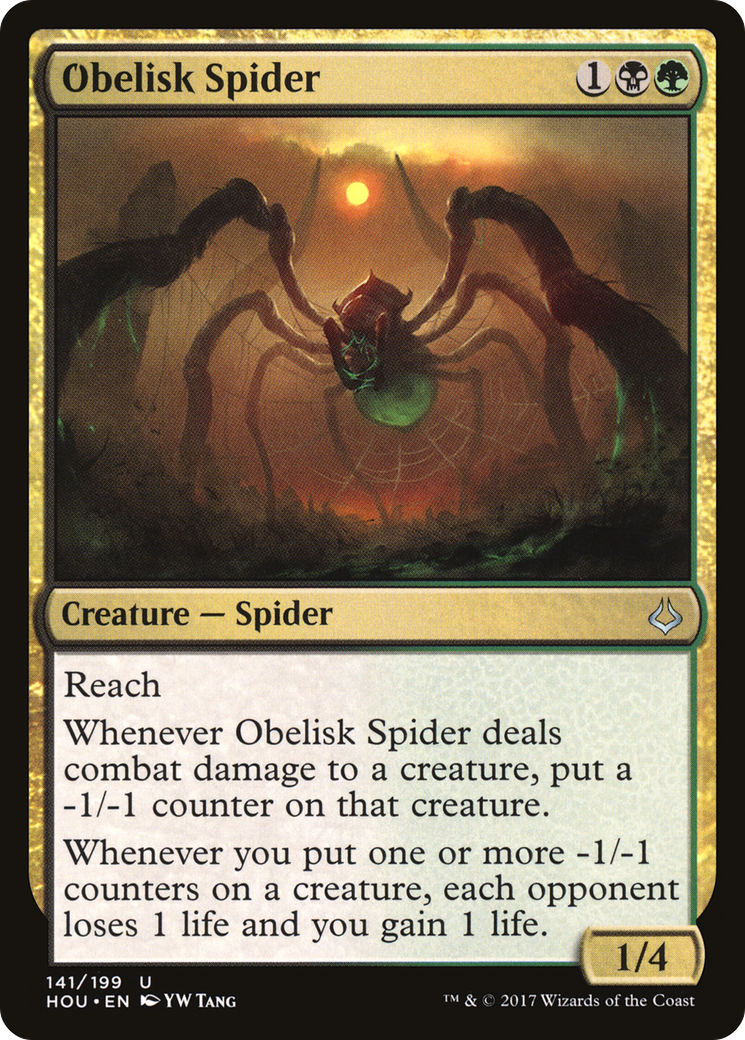 Obelisk Spider 1
Creature — Spider
Reach
Whenever Obelisk Spider deals
combat damage to a creature, put a
-1/-1 counter on that creature.
Whenever you put one or more -1/-1
counters on a creature, each opponent
loses 1 life and you gain 1 life.
1/4
141/199 U
HOU • EN YW Tang
™ & © 2017 Wizards of the Coast